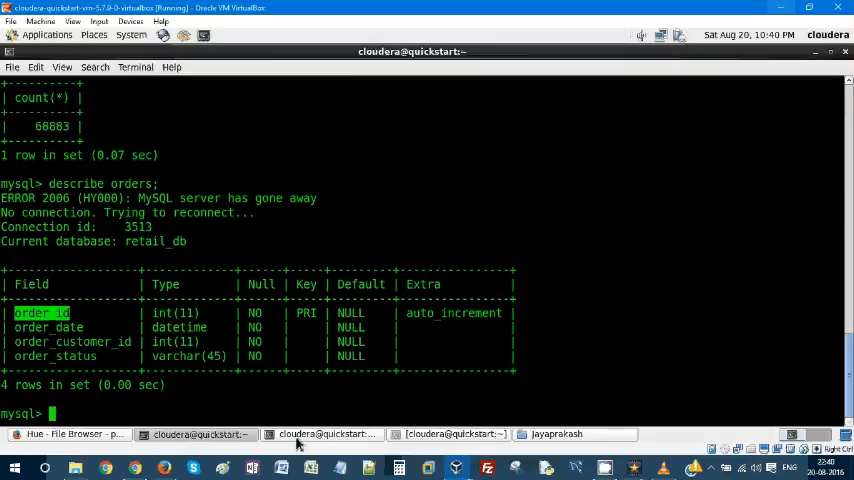 cloudera-quickstart-vm-5.7.0-0-virtualbox [Running] - Oracle VM VirtualBox
File Machine View Input Devices Help
Applications Places System Sat Aug 20, 10:40 PM cloudera
cloudera@quickstart:~
File Edit View Search Terminal Help
+----------+
| count(*) |
+----------+
|    68883 |
+----------+
1 row in set (0.07 sec)
mysql> describe orders;
ERROR 2006 (HY000): MySQL server has gone away
No connection. Trying to reconnect...
Connection id:    3513
Current database: retail_db
+-------------------+-------------+------+-----+---------+----------------+
| Field             | Type        | Null | Key | Default | Extra          |
+-------------------+-------------+------+-----+---------+----------------+
| order_id          | int(11)     | NO   | PRI | NULL    | auto_increment |
| order_date        | datetime    | NO   |     | NULL    |                |
| order_customer_id | int(11)     | NO   |     | NULL    |                |
| order_status      | varchar(45) | NO   |     | NULL    |                |
+-------------------+-------------+------+-----+---------+----------------+
4 rows in set (0.00 sec)
mysql>
Hue - File Browser - p... cloudera@quickstart:~ cloudera@quickstart:... [cloudera@quickstart:~] Jayaprakash
Right Ctrl
22:40
ENG
20-08-2016